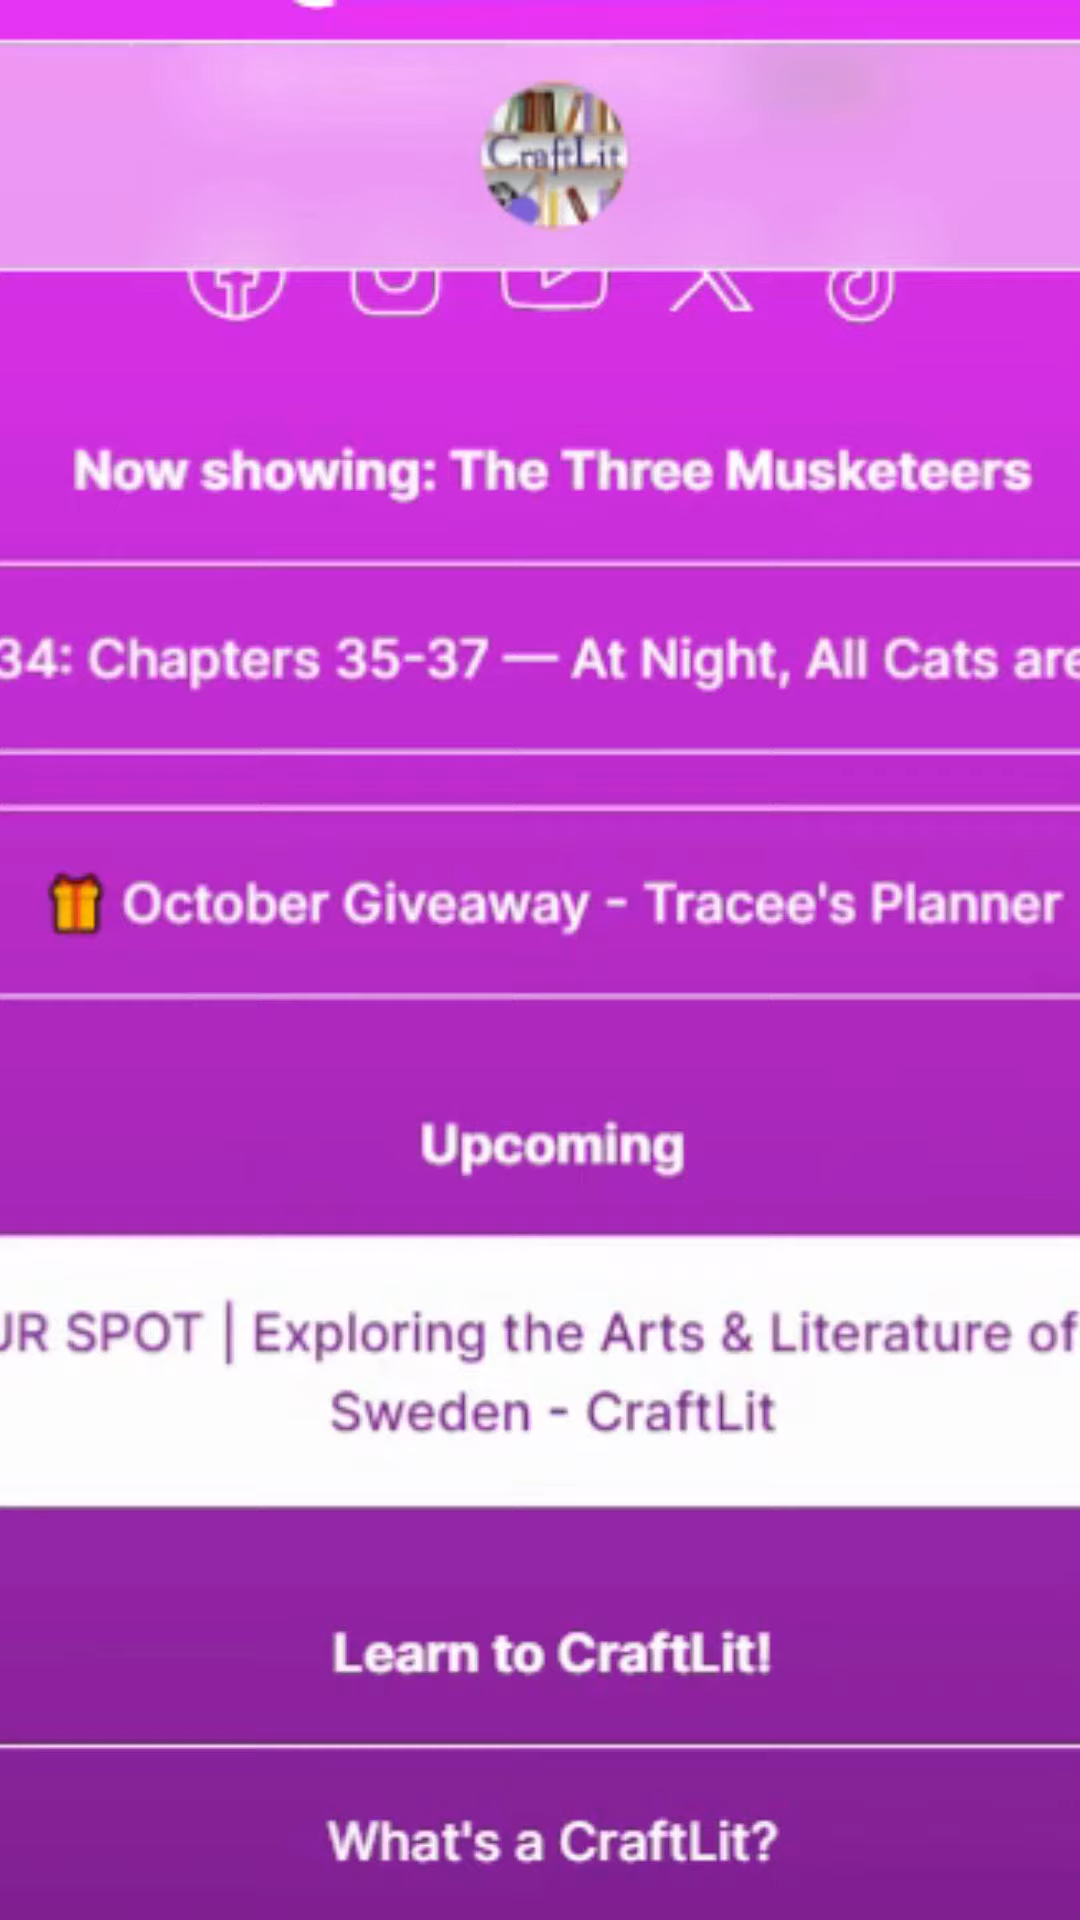 CraftLit
Now showing: The Three Musketeers
34: Chapters 35-37 — At Night, All Cats are
🎁 October Giveaway - Tracee's Planner
Upcoming
UR SPOT | Exploring the Arts & Literature of
Sweden - CraftLit
Learn to CraftLit!
What's a CraftLit?